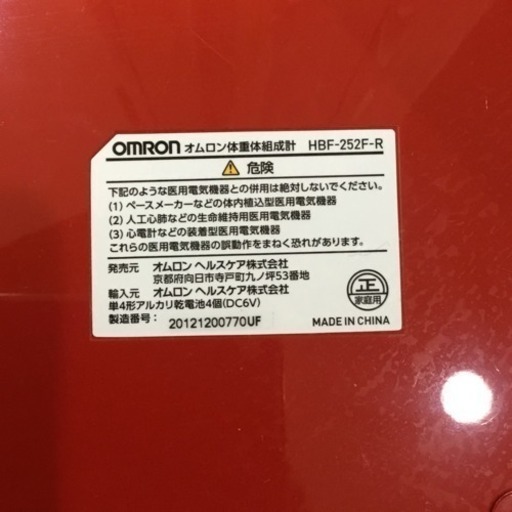 OMRON オムロン体重体組成計 HBF-252F-R
⚠ 危険
下記のような医用電気機器との併用は絶対しないでください。
(1) ペースメーカーなどの体内植込型医用電気機器
(2) 人工心肺などの生命維持用医用電気機器
(3) 心電計などの装着型医用電気機器
これらの医用電気機器の誤動作をまねく恐れがあります。
発売元 オムロン ヘルスケア株式会社
京都府向日市寺戸町九ノ坪53番地
輸入元 オムロン ヘルスケア株式会社
単4形アルカリ乾電池4個(DC6V)
製造番号: 20121200770UF
正
家庭用
MADE IN CHINA